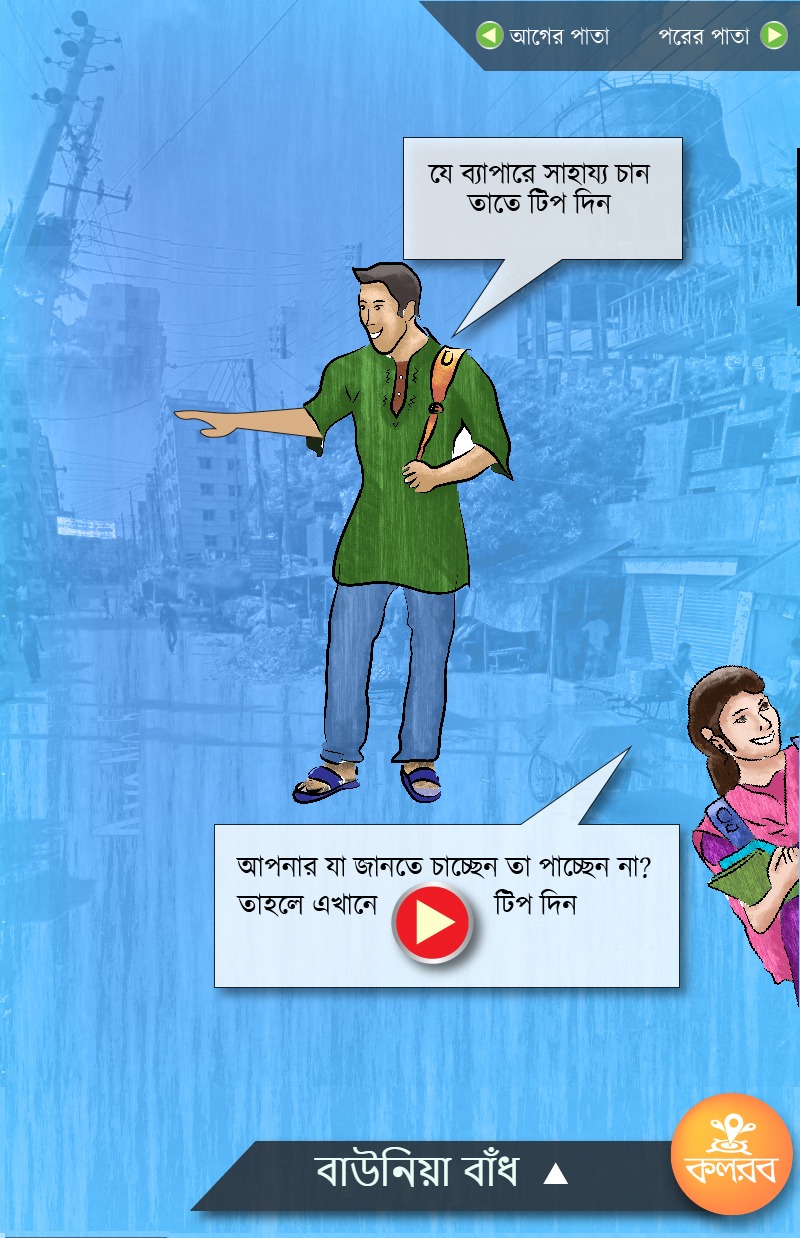 আগের পাতা
পরের পাতা
যে ব্যাপারে সাহায্য চান
তাতে টিপ দিন
আপনার যা জানতে চাচ্ছেন তা পাচ্ছেন না?
তাহলে এখানে টিপ দিন
বাউনিয়া বাঁধ
কলরব